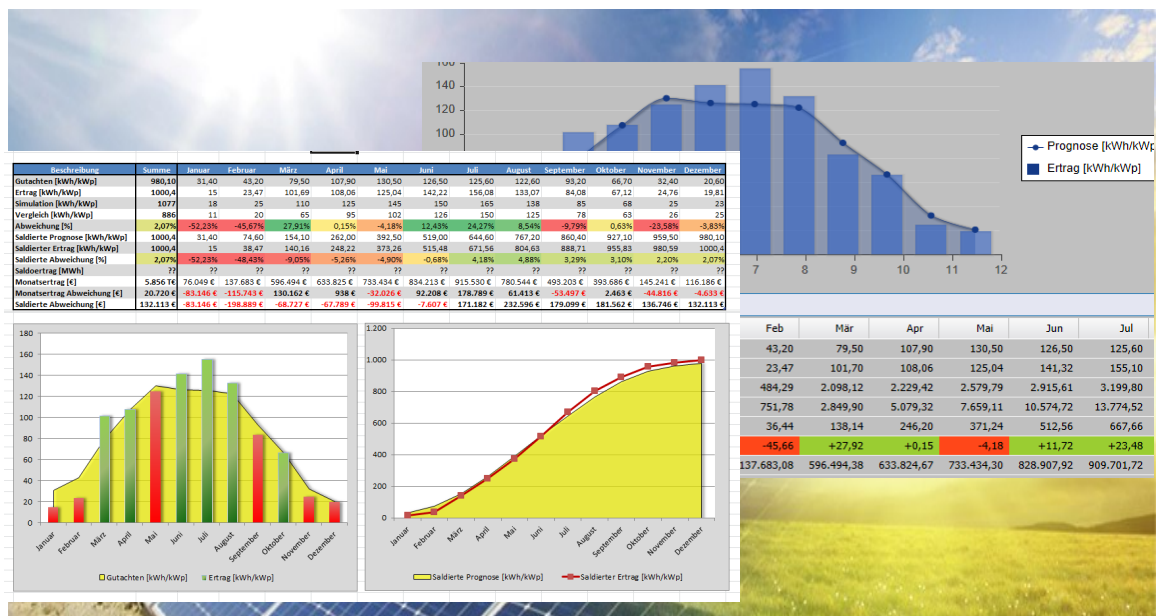 160
140
120
100
7 8 9 10 11 12
Prognose [kWh/kWp
Ertrag [kWh/kWp]
Beschreibung Summe Januar Februar März April Mai Juni Juli August September Oktober November Dezember
Gutachten [kWh/kWp] 980,10 31,40 43,20 79,50 107,90 130,50 126,50 125,60 122,60 93,20 66,70 32,40 20,60
Ertrag [kWh/kWp] 1000,4 15 23,47 101,69 108,06 125,04 142,22 156,08 133,07 84,08 67,12 24,76 19,81
Simulation [kWh/kWp] 1077 18 25 110 125 145 150 165 138 85 68 25 23
Vergleich [kWh/kWp] 886 11 20 65 95 102 126 150 125 78 63 26 25
Abweichung [%] 2,07% -52,23% -45,67% 27,91% 0,15% -4,18% 12,43% 24,27% 8,54% -9,79% 0,63% -23,58% -3,83%
Saldierte Prognose [kWh/kWp] 1000,4 31,40 74,60 154,10 262,00 392,50 519,00 644,60 767,20 860,40 927,10 959,50 980,10
Saldierter Ertrag [kWh/kWp] 1000,4 15 38,47 140,16 248,22 373,26 515,48 671,56 804,63 888,71 955,83 980,59 1000,4
Saldierte Abweichung [%] 2,07% -52,23% -48,43% -9,05% -5,26% -4,90% -0,68% 4,18% 4,88% 3,29% 3,10% 2,20% 2,07%
Saldoertrag [MWh] ?? ?? ?? ?? ?? ?? ?? ?? ?? ?? ?? ?? ??
Monatsertrag [€] 5.856 T€ 76.049 € 137.683 € 596.494 € 633.825 € 733.434 € 834.213 € 915.530 € 780.544 € 493.203 € 393.686 € 145.241 € 116.186 €
Monatsertrag Abweichung [€] 20.720 € -83.146 € -115.743 € 130.162 € 938 € -32.026 € 92.208 € 178.789 € 61.413 € -53.497 € 2.463 € -44.816 € -4.633 €
Saldierte Abweichung [€] 132.113 € -83.146 € -198.889 € -68.727 € -67.789 € -99.815 € -7.607 € 171.182 € 232.596 € 179.099 € 181.562 € 136.746 € 132.113 €
Feb Mär Apr Mai Jun Jul
43,20 79,50 107,90 130,50 126,50 125,60
23,47 101,70 108,06 125,04 141,32 155,10
484,29 2.098,12 2.229,42 2.579,79 2.915,61 3.199,80
751,78 2.849,90 5.079,32 7.659,11 10.574,72 13.774,52
36,44 138,14 246,20 371,24 512,56 667,66
-45,66 +27,92 +0,15 -4,18 +11,72 +23,48
137.683,08 596.494,38 633.824,67 733.434,30 828.907,92 909.701,72
180
160
140
120
100
80
60
40
20
0
Januar Februar März April Mai Juni Juli August September Oktober November Dezember
Gutachten [kWh/kWp] Ertrag [kWh/kWp]
1.200
1.000
800
600
400
200
0
Januar Februar März April Mai Juni Juli August September Oktober November Dezember
Saldierte Prognose [kWh/kWp] Saldierter Ertrag [kWh/kWp]